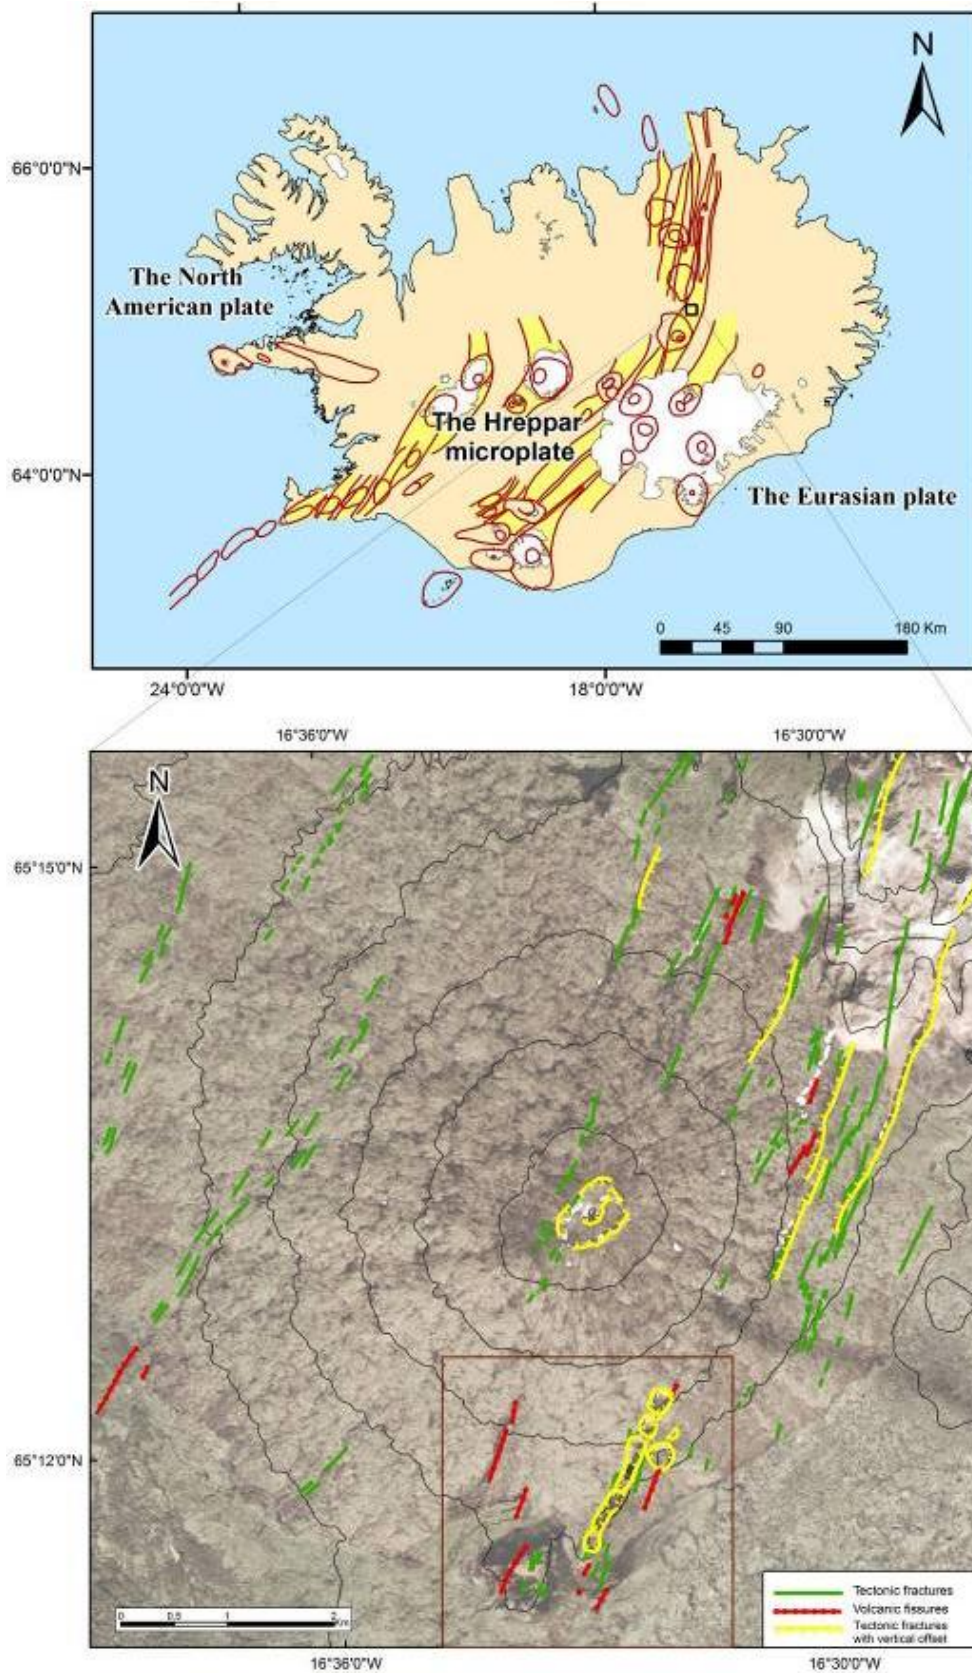 N
66°0'0"N
The North
American plate
The Hreppar
microplate
64°0'0"N
The Eurasian plate
0 45 90 180 Km
24°0'0"W 18°0'0"W
16°36'0"W 16°30'0"W
N
65°15'0"N
65°12'0"N
Tectonic fractures
Volcanic fissures
Tectonic fractures
with vertical offset
0 0,5 1 2 Km
16°36'0"W 16°30'0"W